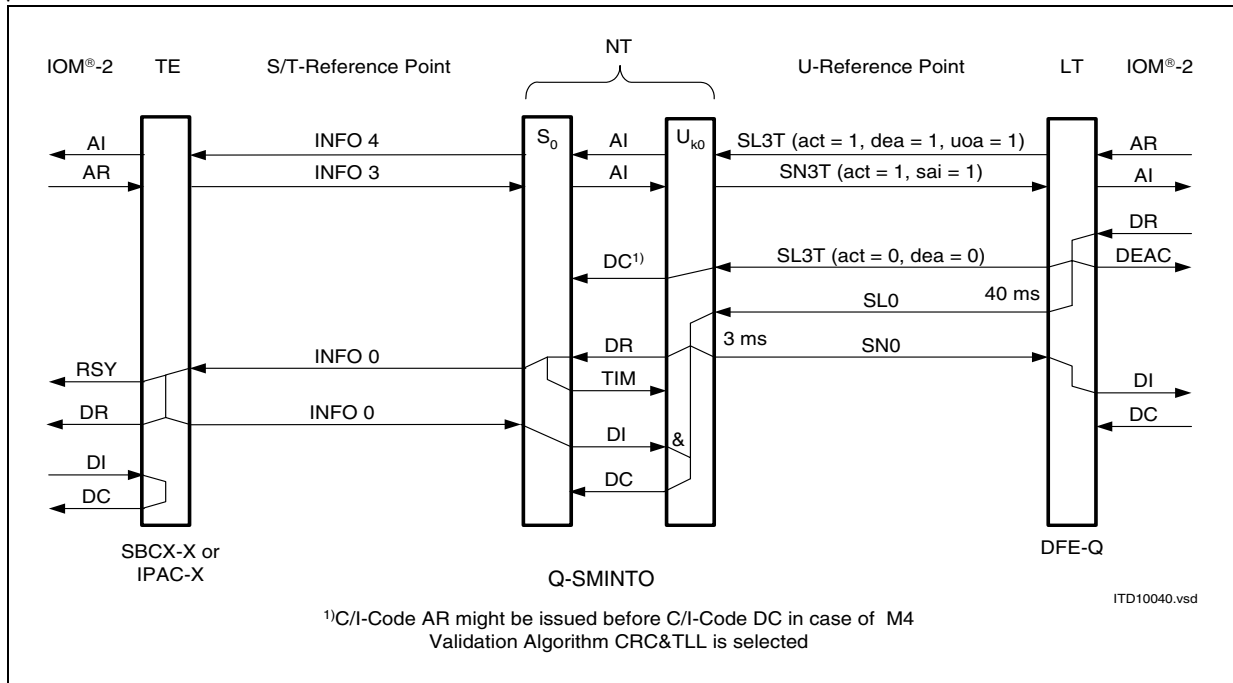 NT
IOM®-2 TE S/T-Reference Point U-Reference Point LT IOM®-2
S0 Uk0
AI INFO 4 AI SL3T (act = 1, dea = 1, uoa = 1) AR
AR INFO 3 AI SN3T (act = 1, sai = 1) AI
DR
DC1) SL3T (act = 0, dea = 0) DEAC
SL0 40 ms
INFO 0 DR 3 ms SN0
RSY TIM DI
DR INFO 0 DI & DC
DI
DC DC
SBCX-X or
IPAC-X
Q-SMINTO
DFE-Q
ITD10040.vsd
1)C/I-Code AR might be issued before C/I-Code DC in case of M4
Validation Algorithm CRC&TLL is selected